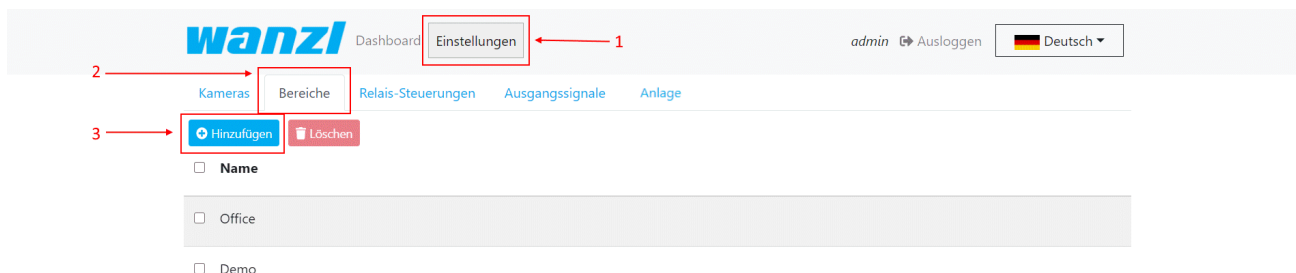 wanzl Dashboard Einstellungen 1 admin Ausloggen Deutsch
2
Kameras Bereiche Relais-Steuerungen Ausgangssignale Anlage
3 Hinzufügen Löschen
Name
Office
Demo